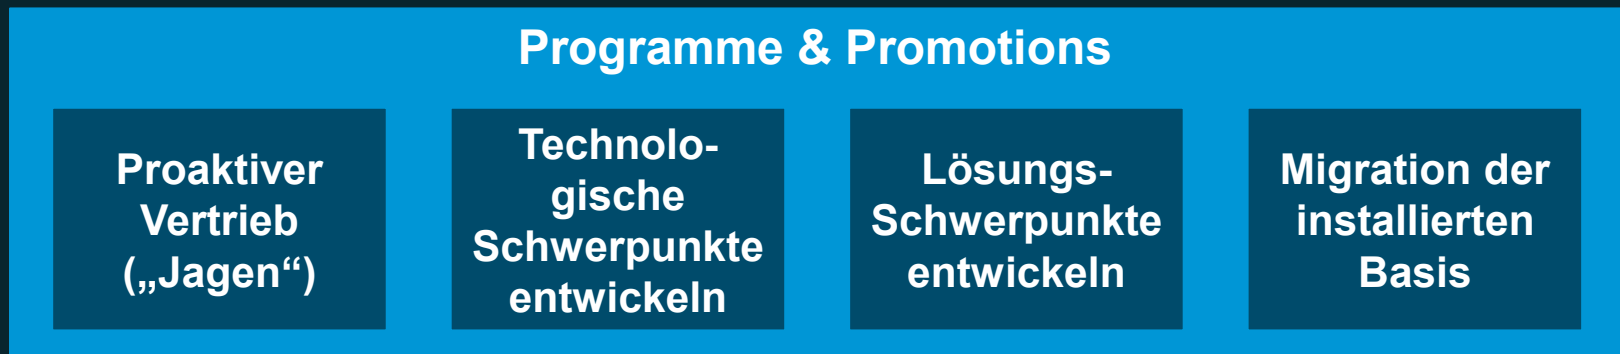 Programme & Promotions
Proaktiver
Vertrieb
(„Jagen“)
Technolo-
gische
Schwerpunkte
entwickeln
Lösungs-
Schwerpunkte
entwickeln
Migration der
installierten
Basis